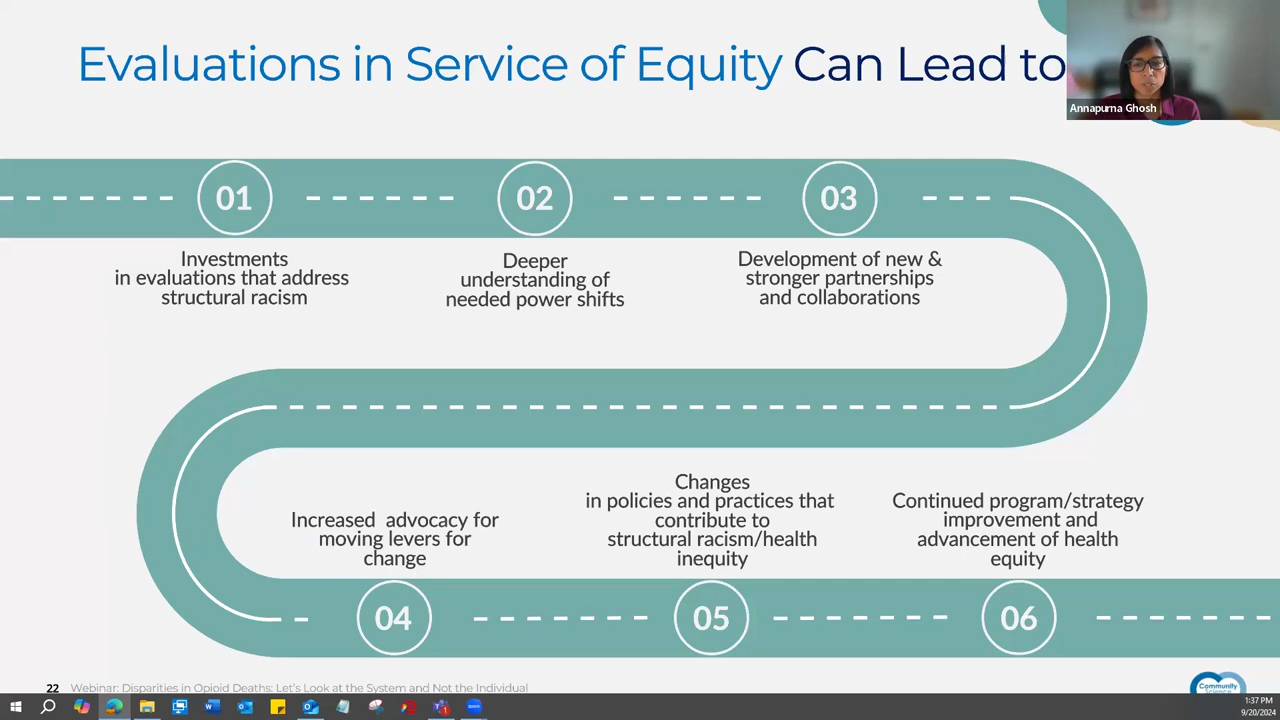 Evaluations in Service of Equity Can Lead to
Annapurna Ghosh
01
02
03
Investments
in evaluations that address
structural racism
Deeper
understanding of
needed power shifts
Development of new &
stronger partnerships
and collaborations
Increased advocacy for
moving levers for
change
Changes
in policies and practices that
contribute to
structural racism/health
inequity
Continued program/strategy
improvement and
advancement of health
equity
04
05
06
22 Webinar: Disparities in Opioid Deaths: Let's Look at the System and Not the Individual
Community
1:37 PM
9/20/2024